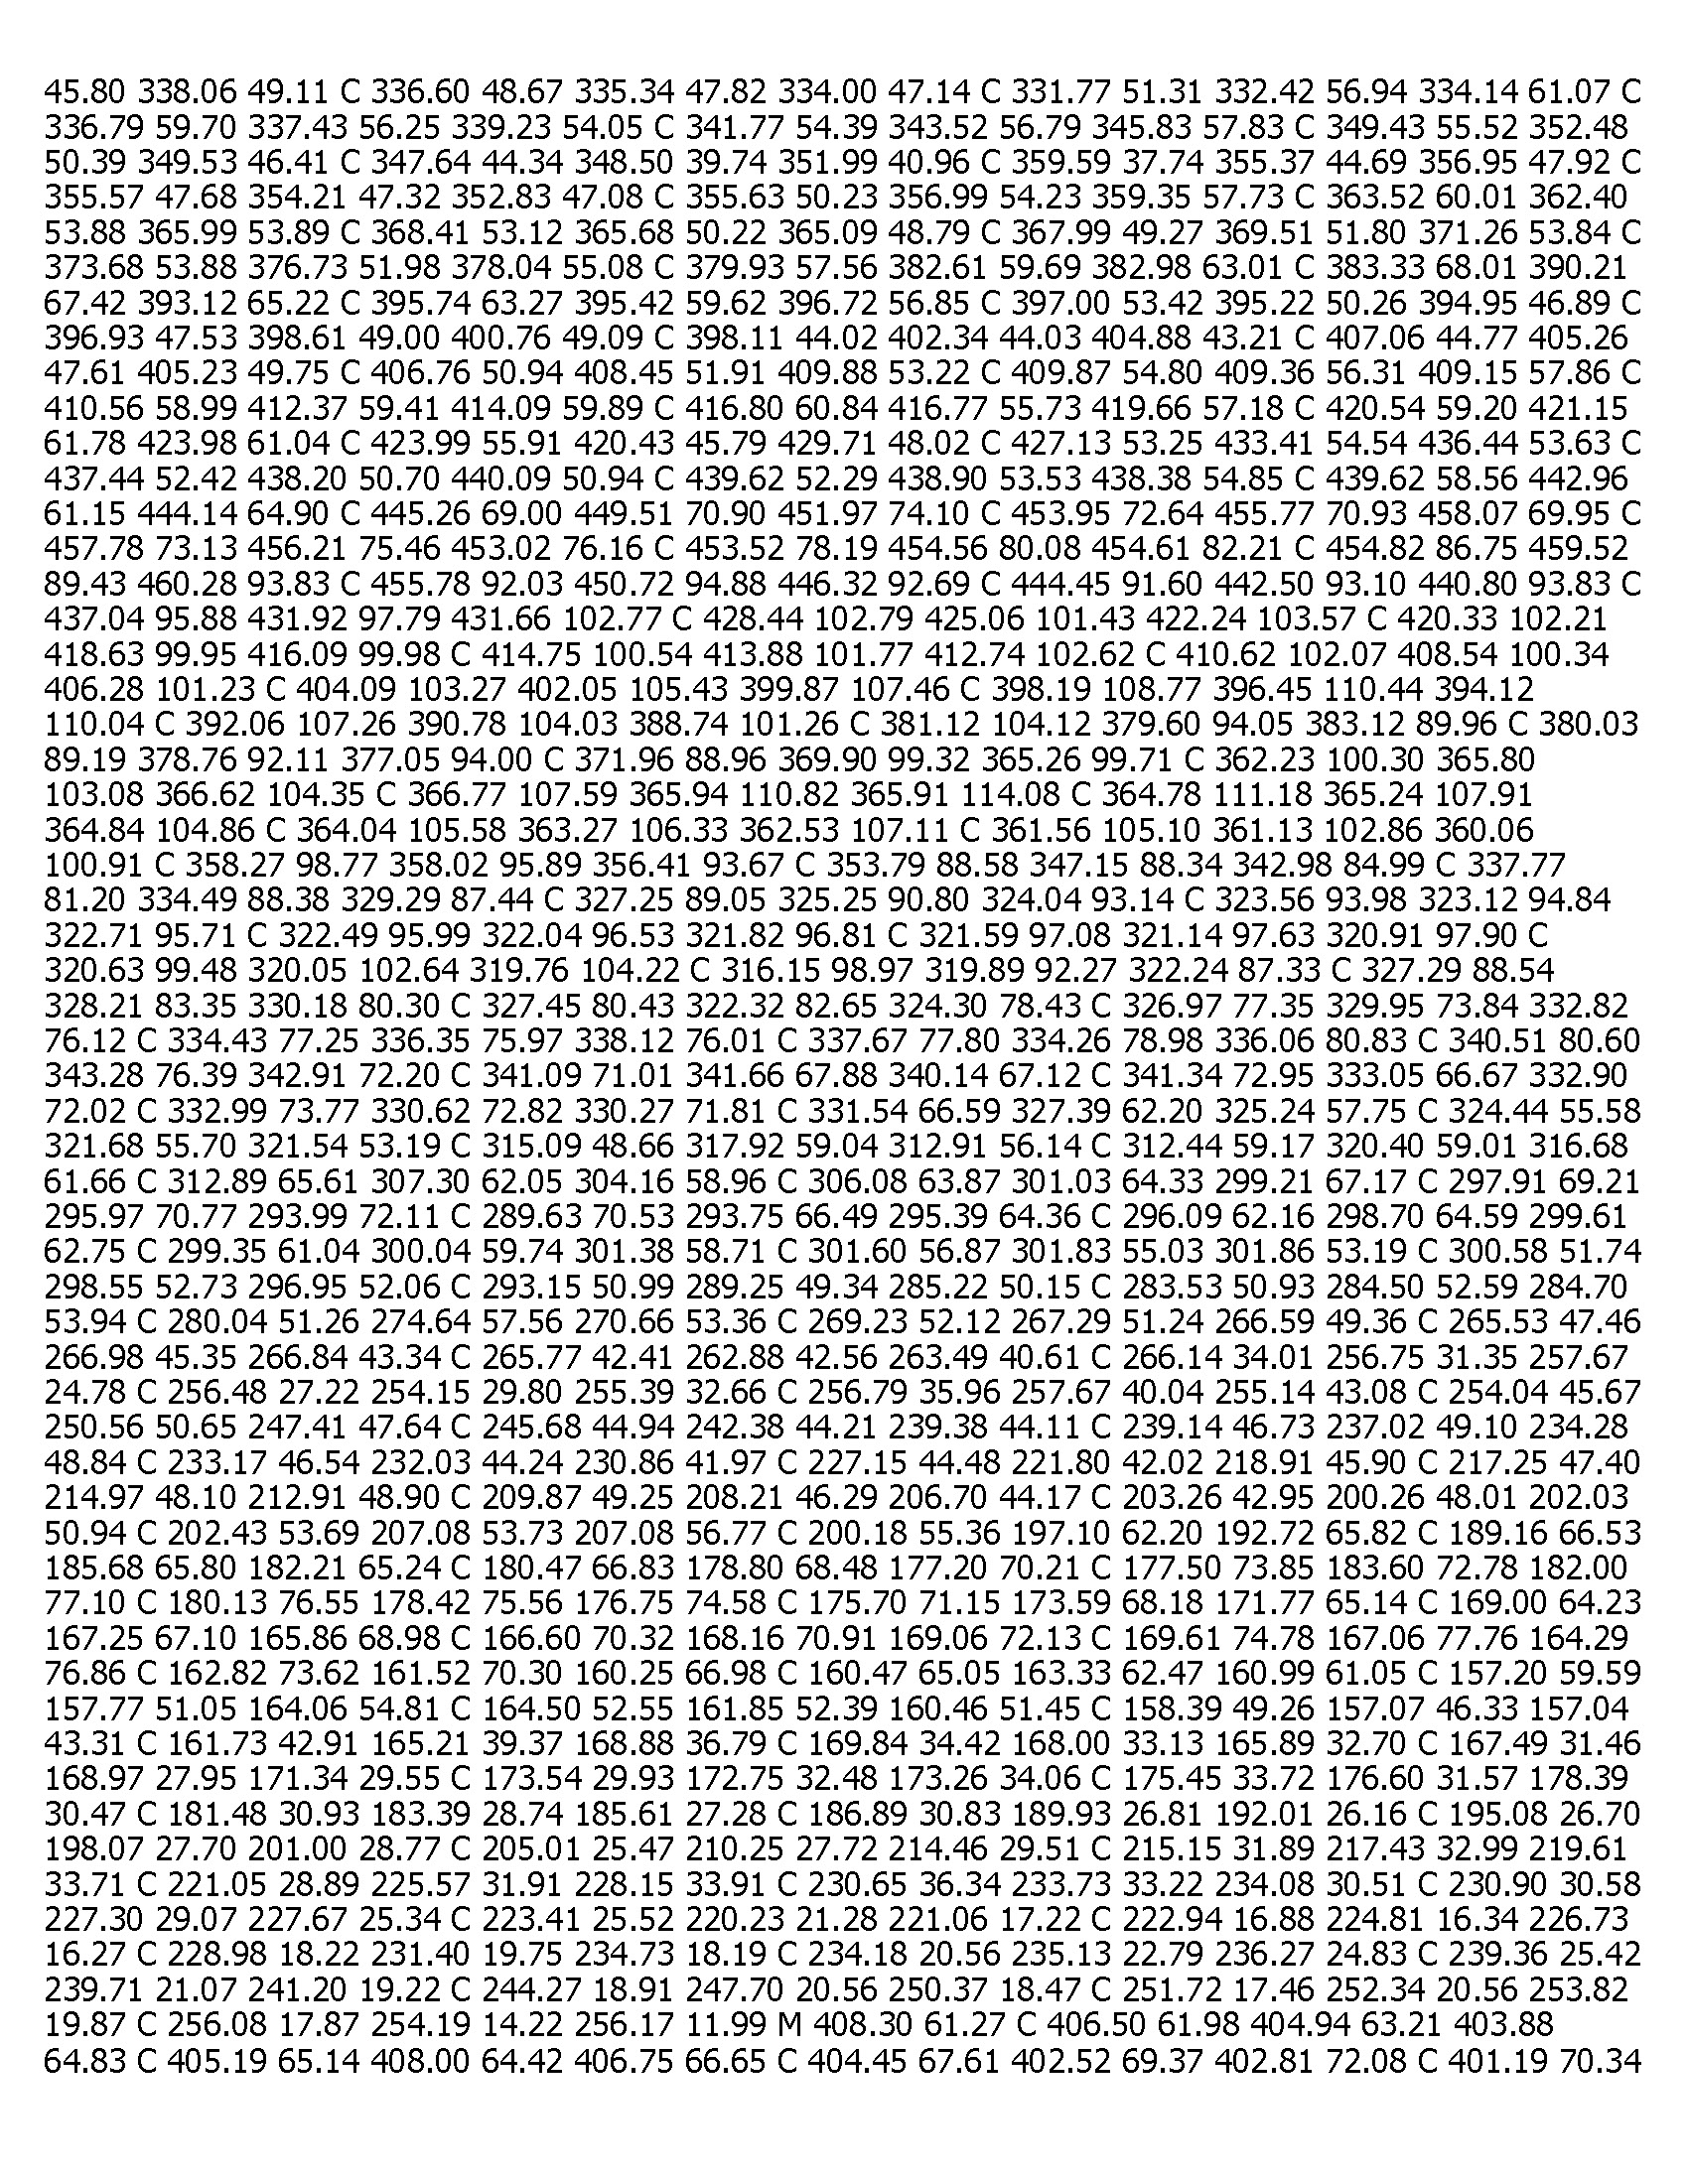 45.80 338.06 49.11 C 336.60 48.67 335.34 47.82 334.00 47.14 C 331.77 51.31 332.42 56.94 334.14 61.07 C
336.79 59.70 337.43 56.25 339.23 54.05 C 341.77 54.39 343.52 56.79 345.83 57.83 C 349.43 55.52 352.48
50.39 349.53 46.41 C 347.64 44.34 348.50 39.74 351.99 40.96 C 359.59 37.74 355.37 44.69 356.95 47.92 C
355.57 47.68 354.21 47.32 352.83 47.08 C 355.63 50.23 356.99 54.23 359.35 57.73 C 363.52 60.01 362.40
53.88 365.99 53.89 C 368.41 53.12 365.68 50.22 365.09 48.79 C 367.99 49.27 369.51 51.80 371.26 53.84 C
373.68 53.88 376.73 51.98 378.04 55.08 C 379.93 57.56 382.61 59.69 382.98 63.01 C 383.33 68.01 390.21
67.42 393.12 65.22 C 395.74 63.27 395.42 59.62 396.72 56.85 C 397.00 53.42 395.22 50.26 394.95 46.89 C
396.93 47.53 398.61 49.00 400.76 49.09 C 398.11 44.02 402.34 44.03 404.88 43.21 C 407.06 44.77 405.26
47.61 405.23 49.75 C 406.76 50.94 408.45 51.91 409.88 53.22 C 409.87 54.80 409.36 56.31 409.15 57.86 C
410.56 58.99 412.37 59.41 414.09 59.89 C 416.80 60.84 416.77 55.73 419.66 57.18 C 420.54 59.20 421.15
61.78 423.98 61.04 C 423.99 55.91 420.43 45.79 429.71 48.02 C 427.13 53.25 433.41 54.54 436.44 53.63 C
437.44 52.42 438.20 50.70 440.09 50.94 C 439.62 52.29 438.90 53.53 438.38 54.85 C 439.62 58.56 442.96
61.15 444.14 64.90 C 445.26 69.00 449.51 70.90 451.97 74.10 C 453.95 72.64 455.77 70.93 458.07 69.95 C
457.78 73.13 456.21 75.46 453.02 76.16 C 453.52 78.19 454.56 80.08 454.61 82.21 C 454.82 86.75 459.52
89.43 460.28 93.83 C 455.78 92.03 450.72 94.88 446.32 92.69 C 444.45 91.60 442.50 93.10 440.80 93.83 C
437.04 95.88 431.92 97.79 431.66 102.77 C 428.44 102.79 425.06 101.43 422.24 103.57 C 420.33 102.21
418.63 99.95 416.09 99.98 C 414.75 100.54 413.88 101.77 412.74 102.62 C 410.62 102.07 408.54 100.34
406.28 101.23 C 404.09 103.27 402.05 105.43 399.87 107.46 C 398.19 108.77 396.45 110.44 394.12
110.04 C 392.06 107.26 390.78 104.03 388.74 101.26 C 381.12 104.12 379.60 94.05 383.12 89.96 C 380.03
89.19 378.76 92.11 377.05 94.00 C 371.96 88.96 369.90 99.32 365.26 99.71 C 362.23 100.30 365.80
103.08 366.62 104.35 C 366.77 107.59 365.94 110.82 365.91 114.08 C 364.78 111.18 365.24 107.91
364.84 104.86 C 364.04 105.58 363.27 106.33 362.53 107.11 C 361.56 105.10 361.13 102.86 360.06
100.91 C 358.27 98.77 358.02 95.89 356.41 93.67 C 353.79 88.58 347.15 88.34 342.98 84.99 C 337.77
81.20 334.49 88.38 329.29 87.44 C 327.25 89.05 325.25 90.80 324.04 93.14 C 323.56 93.98 323.12 94.84
322.71 95.71 C 322.49 95.99 322.04 96.53 321.82 96.81 C 321.59 97.08 321.14 97.63 320.91 97.90 C
320.63 99.48 320.05 102.64 319.76 104.22 C 316.15 98.97 319.89 92.27 322.24 87.33 C 327.29 88.54
328.21 83.35 330.18 80.30 C 327.45 80.43 322.32 82.65 324.30 78.43 C 326.97 77.35 329.95 73.84 332.82
76.12 C 334.43 77.25 336.35 75.97 338.12 76.01 C 337.67 77.80 334.26 78.98 336.06 80.83 C 340.51 80.60
343.28 76.39 342.91 72.20 C 341.09 71.01 341.66 67.88 340.14 67.12 C 341.34 72.95 333.05 66.67 332.90
72.02 C 332.99 73.77 330.62 72.82 330.27 71.81 C 331.54 66.59 327.39 62.20 325.24 57.75 C 324.44 55.58
321.68 55.70 321.54 53.19 C 315.09 48.66 317.92 59.04 312.91 56.14 C 312.44 59.17 320.40 59.01 316.68
61.66 C 312.89 65.61 307.30 62.05 304.16 58.96 C 306.08 63.87 301.03 64.33 299.21 67.17 C 297.91 69.21
295.97 70.77 293.99 72.11 C 289.63 70.53 293.75 66.49 295.39 64.36 C 296.09 62.16 298.70 64.59 299.61
62.75 C 299.35 61.04 300.04 59.74 301.38 58.71 C 301.60 56.87 301.83 55.03 301.86 53.19 C 300.58 51.74
298.55 52.73 296.95 52.06 C 293.15 50.99 289.25 49.34 285.22 50.15 C 283.53 50.93 284.50 52.59 284.70
53.94 C 280.04 51.26 274.64 57.56 270.66 53.36 C 269.23 52.12 267.29 51.24 266.59 49.36 C 265.53 47.46
266.98 45.35 266.84 43.34 C 265.77 42.41 262.88 42.56 263.49 40.61 C 266.14 34.01 256.75 31.35 257.67
24.78 C 256.48 27.22 254.15 29.80 255.39 32.66 C 256.79 35.96 257.67 40.04 255.14 43.08 C 254.04 45.67
250.56 50.65 247.41 47.64 C 245.68 44.94 242.38 44.21 239.38 44.11 C 239.14 46.73 237.02 49.10 234.28
48.84 C 233.17 46.54 232.03 44.24 230.86 41.97 C 227.15 44.48 221.80 42.02 218.91 45.90 C 217.25 47.40
214.97 48.10 212.91 48.90 C 209.87 49.25 208.21 46.29 206.70 44.17 C 203.26 42.95 200.26 48.01 202.03
50.94 C 202.43 53.69 207.08 53.73 207.08 56.77 C 200.18 55.36 197.10 62.20 192.72 65.82 C 189.16 66.53
185.68 65.80 182.21 65.24 C 180.47 66.83 178.80 68.48 177.20 70.21 C 177.50 73.85 183.60 72.78 182.00
77.10 C 180.13 76.55 178.42 75.56 176.75 74.58 C 175.70 71.15 173.59 68.18 171.77 65.14 C 169.00 64.23
167.25 67.10 165.86 68.98 C 166.60 70.32 168.16 70.91 169.06 72.13 C 169.61 74.78 167.06 77.76 164.29
76.86 C 162.82 73.62 161.52 70.30 160.25 66.98 C 160.47 65.05 163.33 62.47 160.99 61.05 C 157.20 59.59
157.77 51.05 164.06 54.81 C 164.50 52.55 161.85 52.39 160.46 51.45 C 158.39 49.26 157.07 46.33 157.04
43.31 C 161.73 42.91 165.21 39.37 168.88 36.79 C 169.84 34.42 168.00 33.13 165.89 32.70 C 167.49 31.46
168.97 27.95 171.34 29.55 C 173.54 29.93 172.75 32.48 173.26 34.06 C 175.45 33.72 176.60 31.57 178.39
30.47 C 181.48 30.93 183.39 28.74 185.61 27.28 C 186.89 30.83 189.93 26.81 192.01 26.16 C 195.08 26.70
198.07 27.70 201.00 28.77 C 205.01 25.47 210.25 27.72 214.46 29.51 C 215.15 31.89 217.43 32.99 219.61
33.71 C 221.05 28.89 225.57 31.91 228.15 33.91 C 230.65 36.34 233.73 33.22 234.08 30.51 C 230.90 30.58
227.30 29.07 227.67 25.34 C 223.41 25.52 220.23 21.28 221.06 17.22 C 222.94 16.88 224.81 16.34 226.73
16.27 C 228.98 18.22 231.40 19.75 234.73 18.19 C 234.18 20.56 235.13 22.79 236.27 24.83 C 239.36 25.42
239.71 21.07 241.20 19.22 C 244.27 18.91 247.70 20.56 250.37 18.47 C 251.72 17.46 252.34 20.56 253.82
19.87 C 256.08 17.87 254.19 14.22 256.17 11.99 M 408.30 61.27 C 406.50 61.98 404.94 63.21 403.88
64.83 C 405.19 65.14 408.00 64.42 406.75 66.65 C 404.45 67.61 402.52 69.37 402.81 72.08 C 401.19 70.34